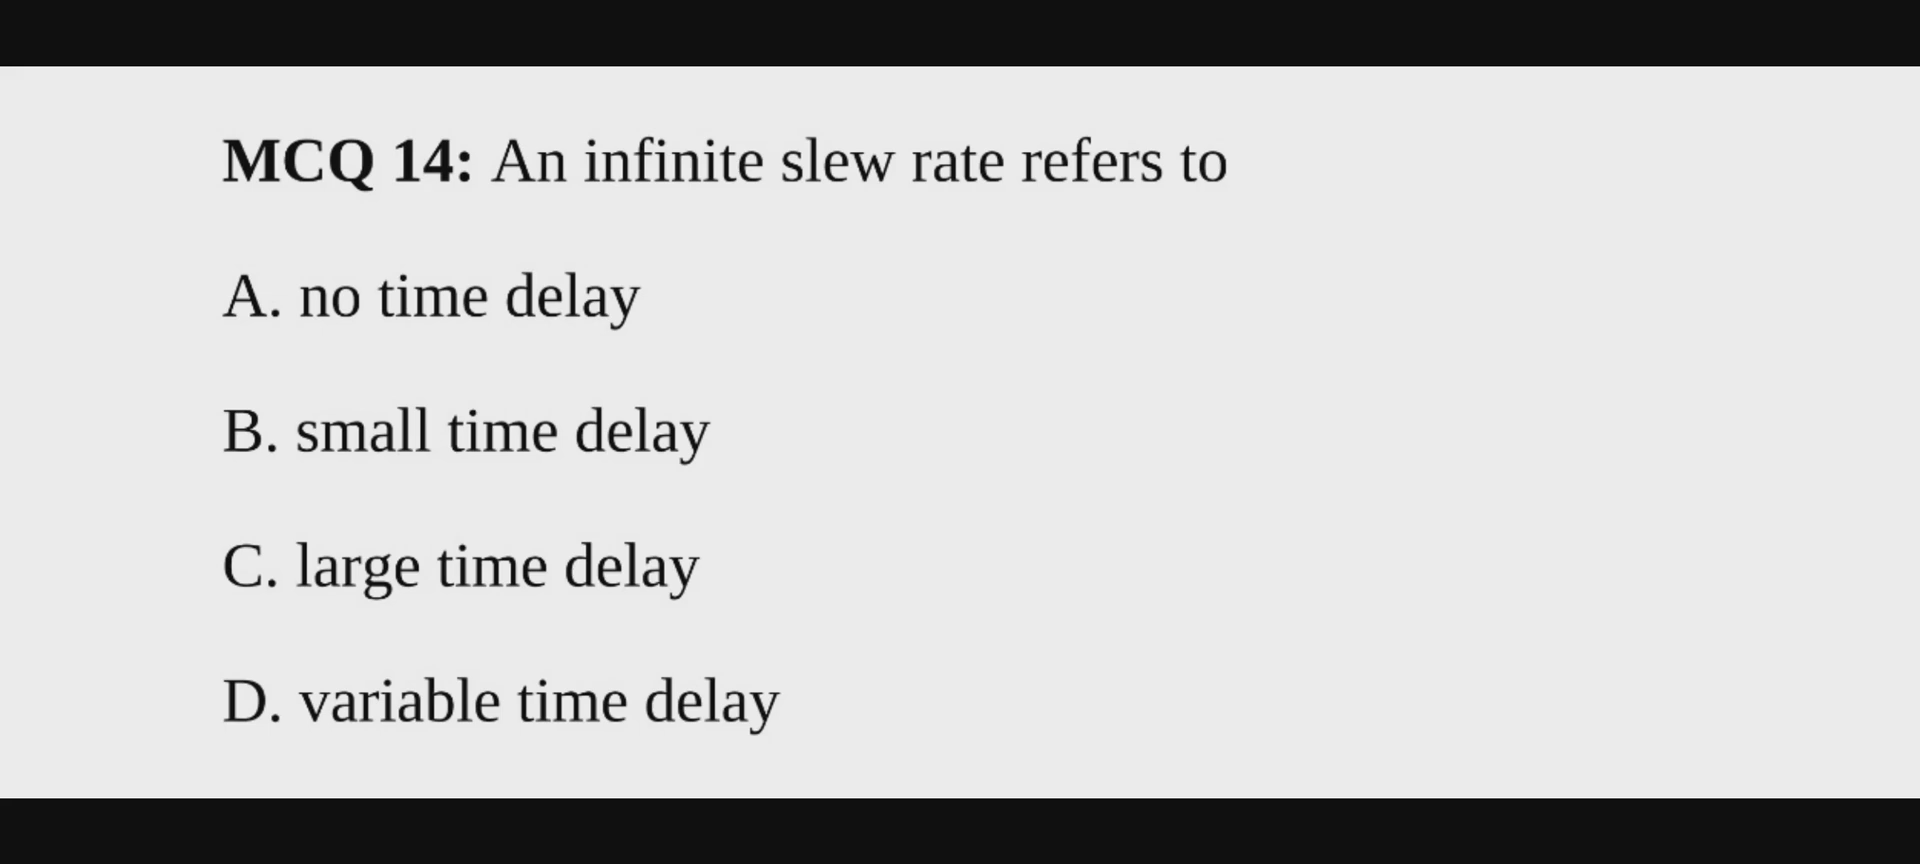 MCQ 14: An infinite slew rate refers to
A. no time delay
B. small time delay
C. large time delay
D. variable time delay